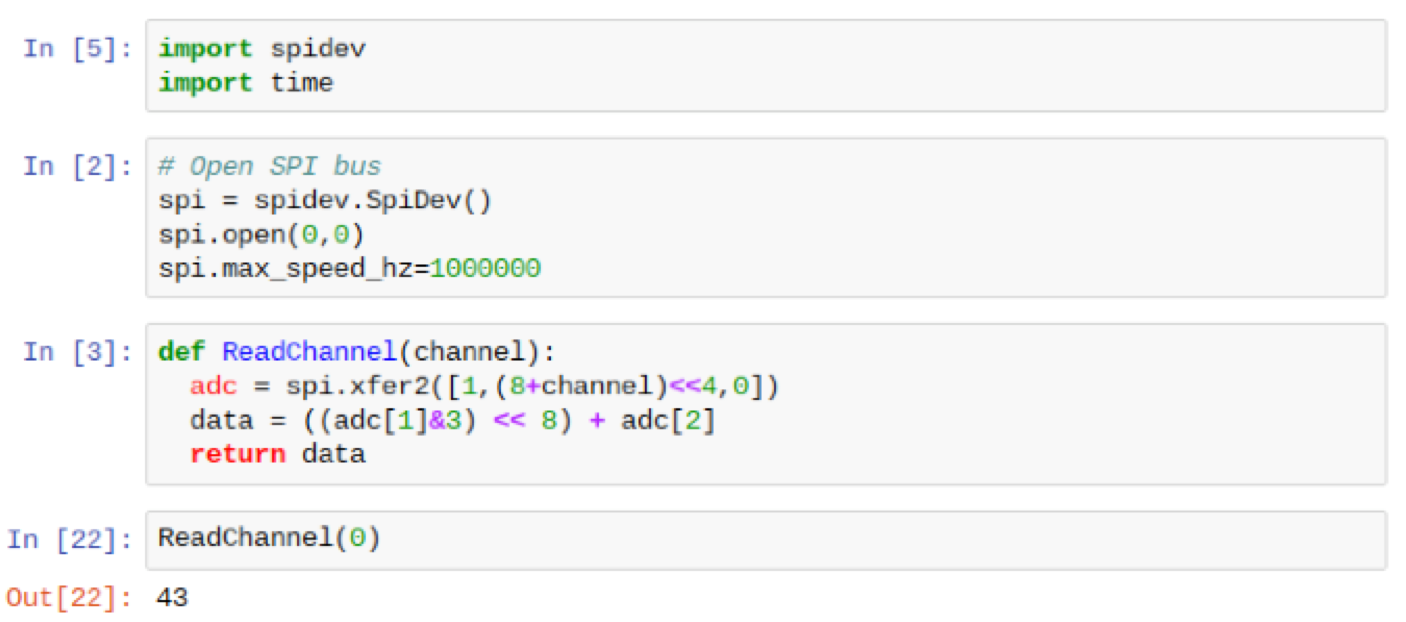 In [5]: import spidev
import time
In [2]: # Open SPI bus
spi = spidev.SpiDev()
spi.open(0,0)
spi.max_speed_hz=1000000
In [3]: def ReadChannel(channel):
  adc = spi.xfer2([1,(8+channel)<<4,0])
  data = ((adc[1]&3) << 8) + adc[2]
  return data
In [22]: ReadChannel(0)
Out[22]: 43